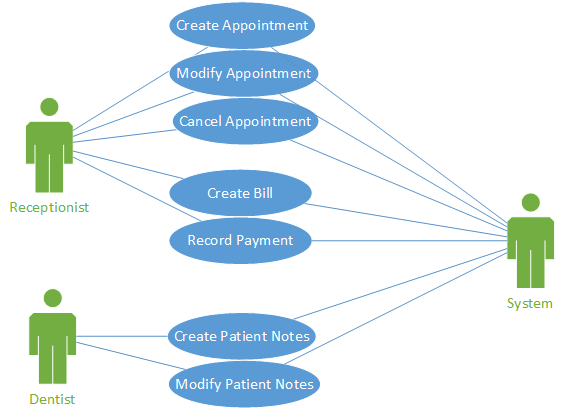 Create Appointment
Modify Appointment
Cancel Appointment
Create Bill
Receptionist
Record Payment
System
Create Patient Notes
Modify Patient Notes
Dentist